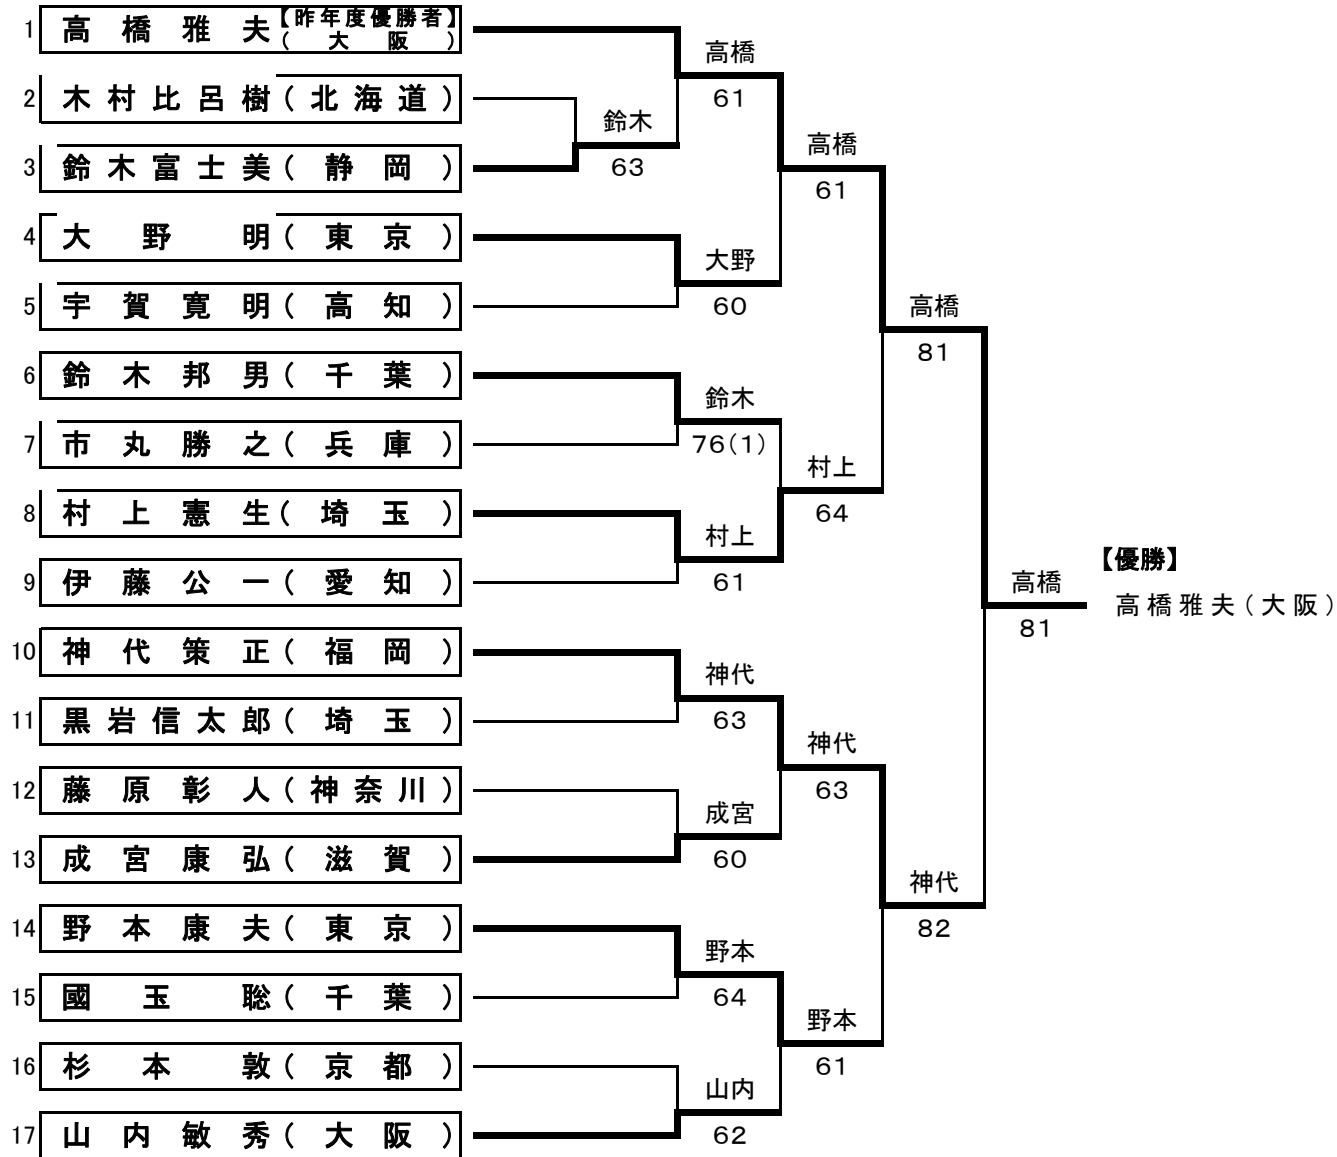 1 高橋雅夫【昨年度優勝者】(大阪)
2 木村比呂樹(北海道)
3 鈴木富士美(静岡)
4 大野明(東京)
5 宇賀寛明(高知)
6 鈴木邦男(千葉)
7 市丸勝之(兵庫)
8 村上憲生(埼玉)
9 伊藤公一(愛知)
10 神代策正(福岡)
11 黒岩信太郎(埼玉)
12 藤原彰人(神奈川)
13 成宮康弘(滋賀)
14 野本康夫(東京)
15 國玉聡(千葉)
16 杉本敦(京都)
17 山内敏秀(大阪)
鈴木
63
高橋
61
大野
60
鈴木
76(1)
村上
61
神代
63
成宮
60
野本
64
山内
62
高橋
61
村上
64
神代
63
野本
61
高橋
81
神代
82
高橋
81
【優勝】
高橋雅夫(大阪)